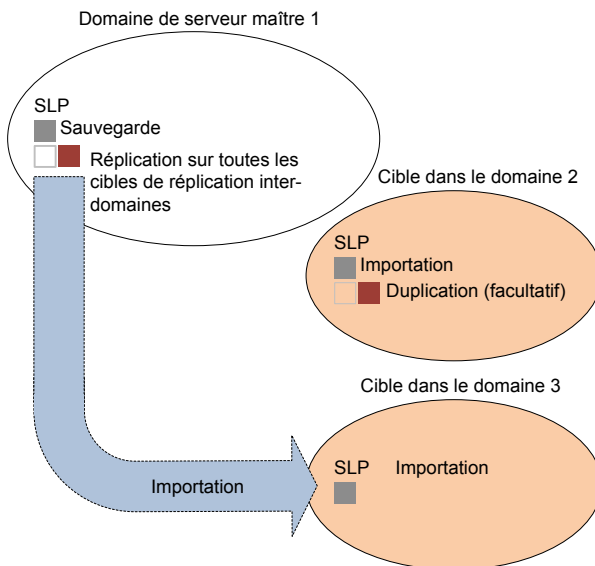 Domaine de serveur maître 1
SLP
Sauvegarde
Réplication sur toutes les
cibles de réplication inter-
domaines
Cible dans le domaine 2
SLP
Importation
Duplication (facultatif)
Cible dans le domaine 3
SLP Importation
Importation